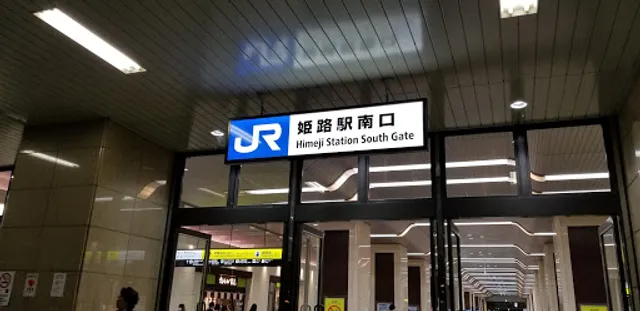 JR
姫路駅南口
Himeji Station South Gate